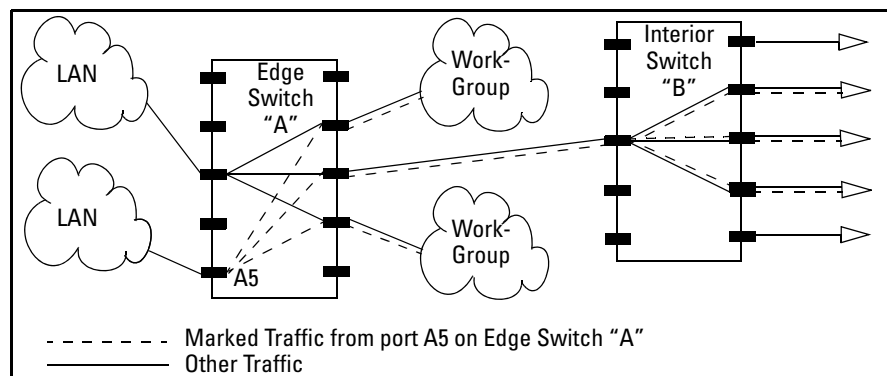 LAN
Edge
Switch
“A”
Work-
Group
Interior
Switch
“B”
LAN
A5
Work-
Group
Marked Traffic from port A5 on Edge Switch “A”
Other Traffic